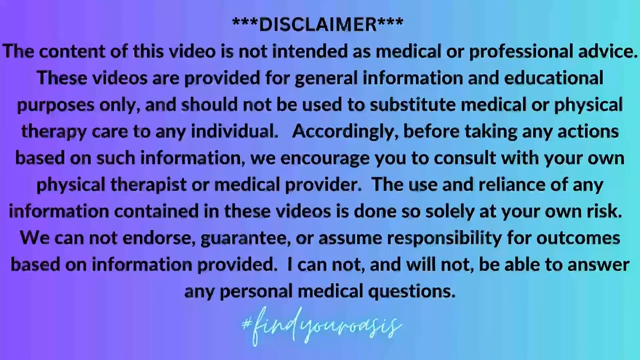 ***DISCLAIMER***
The content of this video is not intended as medical or professional advice.
These videos are provided for general information and educational
purposes only, and should not be used to substitute medical or physical
therapy care to any individual.   Accordingly, before taking any actions
based on such information, we encourage you to consult with your own
physical therapist or medical provider.  The use and reliance of any
information contained in these videos is done so solely at your own risk.
We can not endorse, guarantee, or assume responsibility for outcomes
based on information provided.  I can not, and will not, be able to answer
any personal medical questions.
#findyouroasis